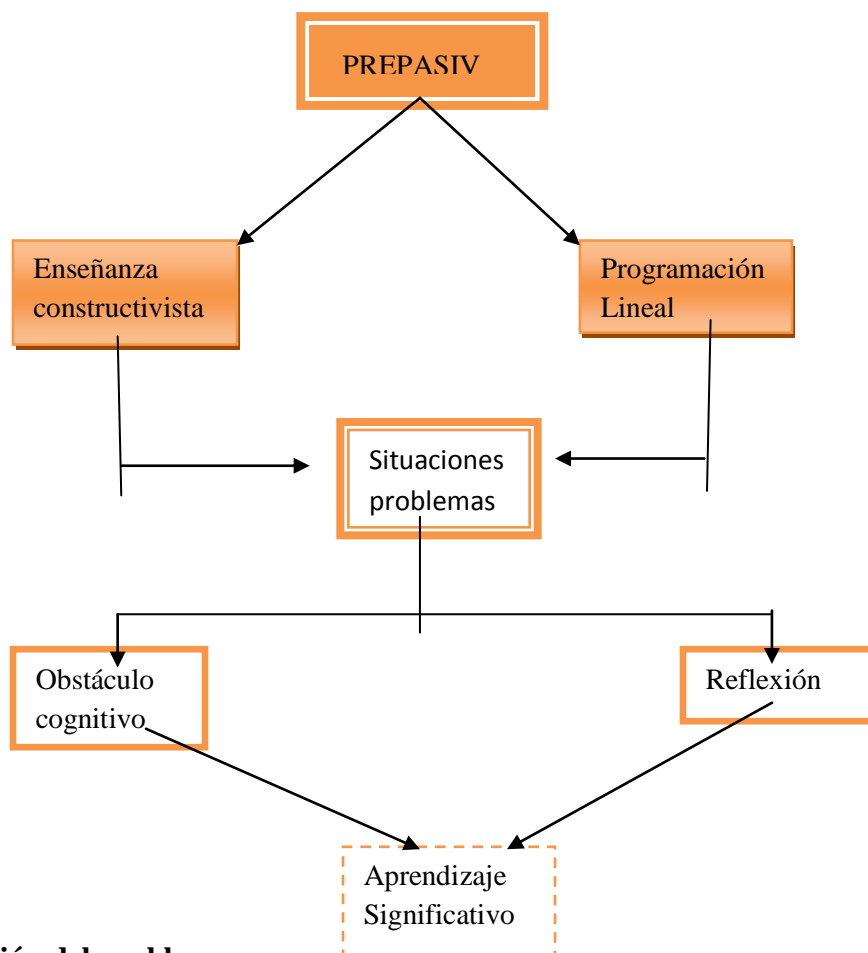 PREPASIV
Enseñanza
constructivista
Programación
Lineal
Situaciones
problemas
Obstáculo
cognitivo
Reflexión
Aprendizaje
Significativo